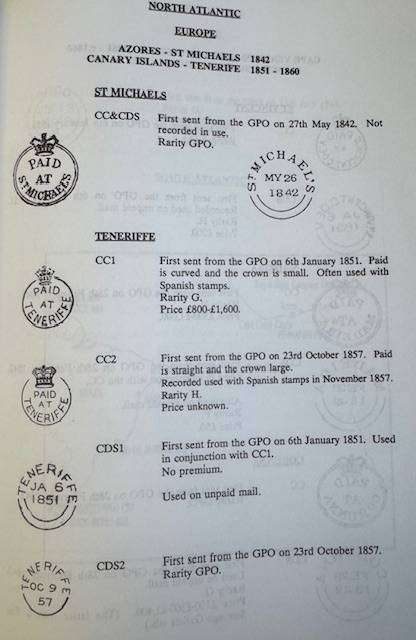 NORTH ATLANTIC
EUROPE
AZORES - ST MICHAELS 1842
CANARY ISLANDS - TENERIFE 1851 - 1860
ST MICHAELS
CC&CDS First sent from the GPO on 27th May 1842. Not
recorded in use.
Rarity GPO.
PAID
AT
ST MICHAEL'S
ST MICHAEL'S
MY 26
1842
TENERIFFE
CC1 First sent from the GPO on 6th January 1851. Paid
is curved and the crown is small. Often used with
Spanish stamps.
Rarity G.
Price £800-£1,600.
PAID
AT
TENERIFFE
CC2 First sent from the GPO on 23rd October 1857. Paid
is straight and the crown large.
Recorded used with Spanish stamps in November 1857.
Rarity H.
Price unknown.
PAID
AT
TENERIFFE
CDS1 First sent from the GPO on 6th January 1851. Used
in conjunction with CC1.
No premium.
Used on unpaid mail.
TENERIFFE
JA 6
1851
CDS2 First sent from the GPO on 23rd October 1857.
Rarity GPO.
TENERIFFE
OC 9
57